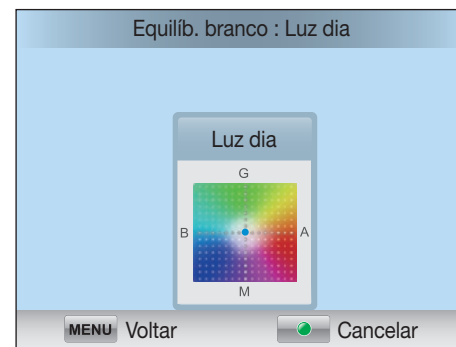 Equilíb. branco : Luz dia
Luz dia
G
B A
M
MENU Voltar Cancelar